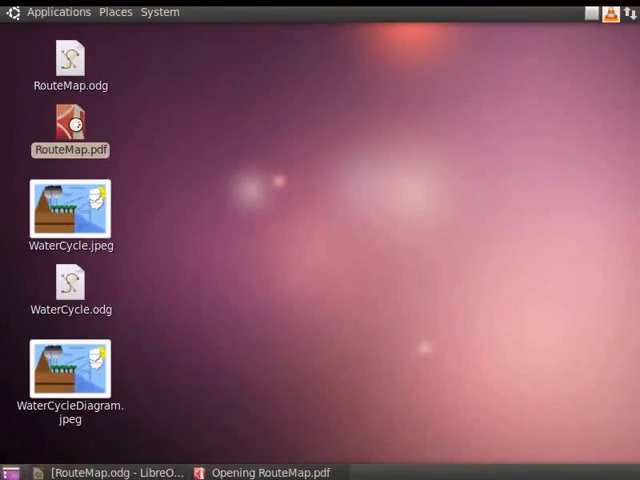 Applications Places System
RouteMap.odg
RouteMap.pdf
WaterCycle.jpeg
WaterCycle.odg
WaterCycleDiagram.
jpeg
[RouteMap.odg - LibreO... Opening RouteMap.pdf